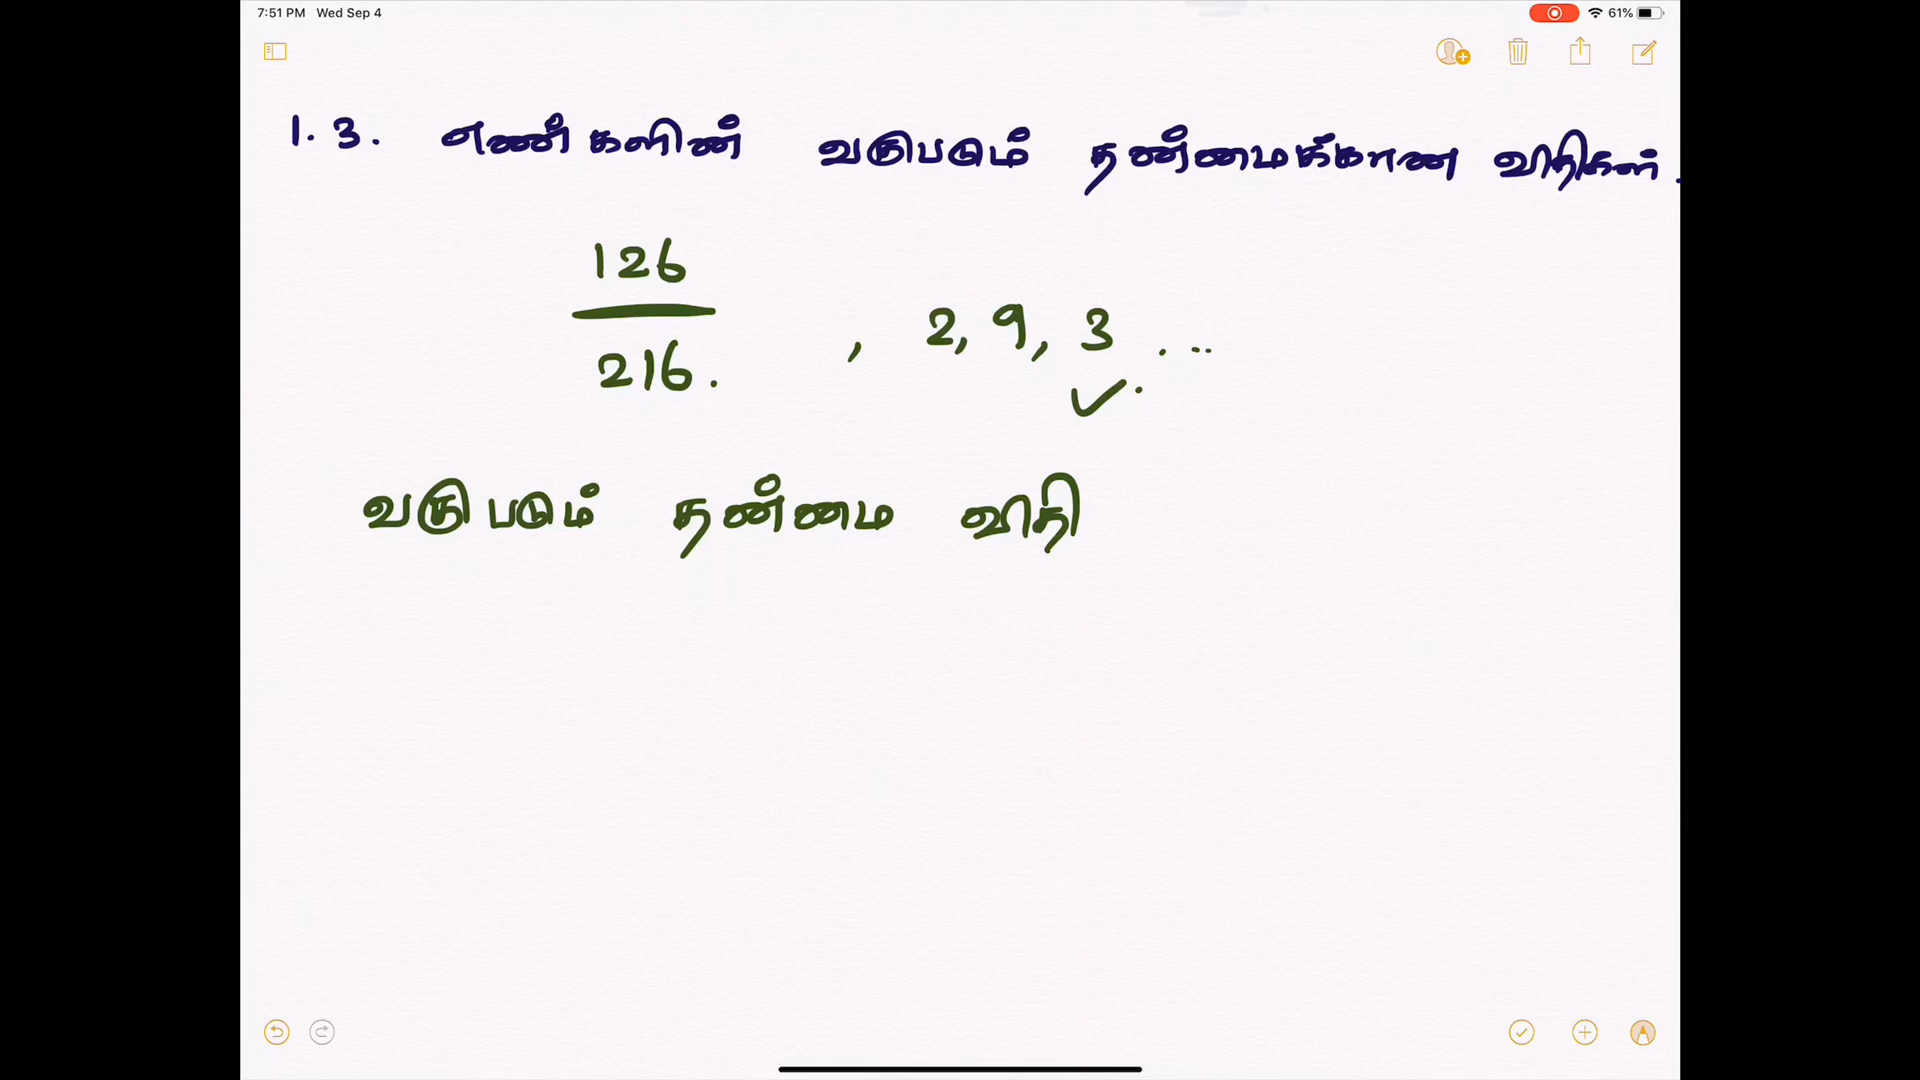 7:51 PM Wed Sep 4 61%
1.3. எண்களின் வகுபடும் தன்மைக்கான விதிகள்.
126
216. , 2, 9, 3 ....
வகுபடும் தன்மை விதி